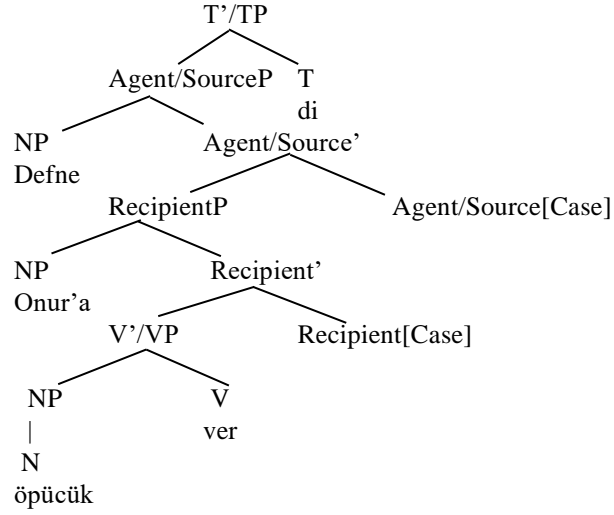 T’/TP
Agent/SourceP T
di
NP Agent/Source’
Defne
RecipientP Agent/Source[Case]
NP Recipient’
Onur’a
V’/VP Recipient[Case]
NP V
ver
N
öpücük